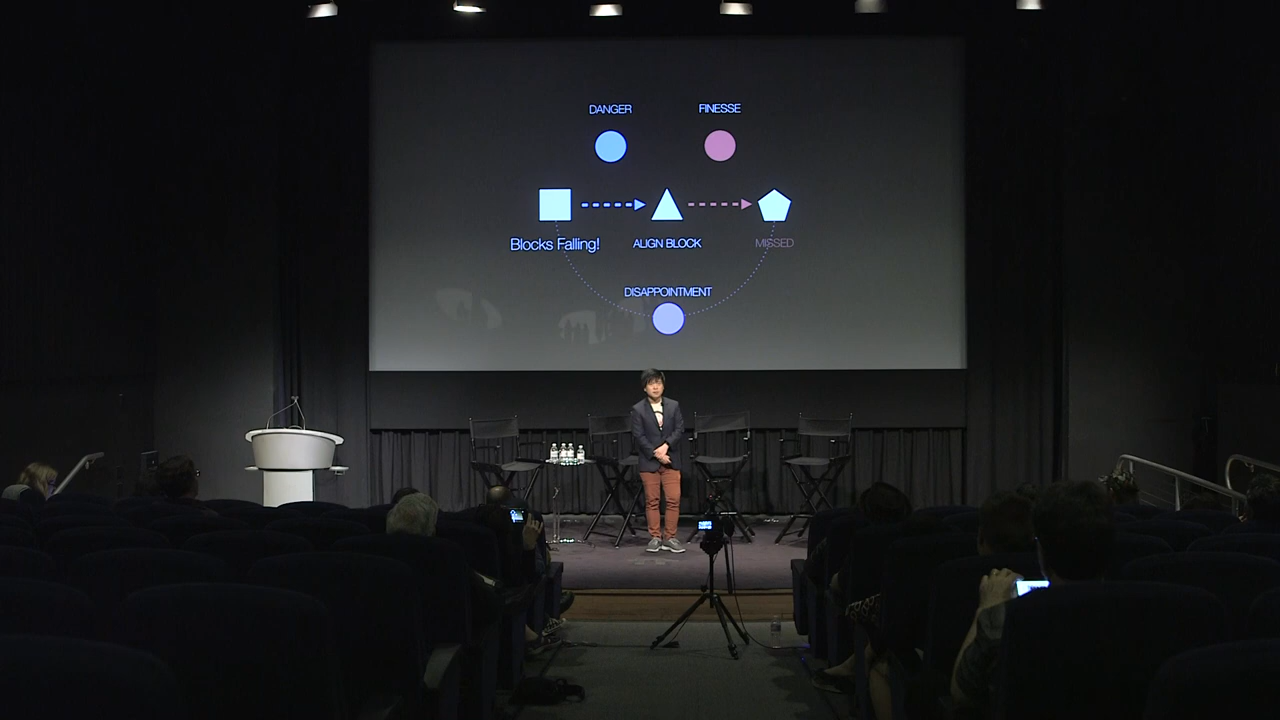 DANGER
FINESSE
Blocks Falling!
ALIGN BLOCK
MISSED
DISAPPOINTMENT